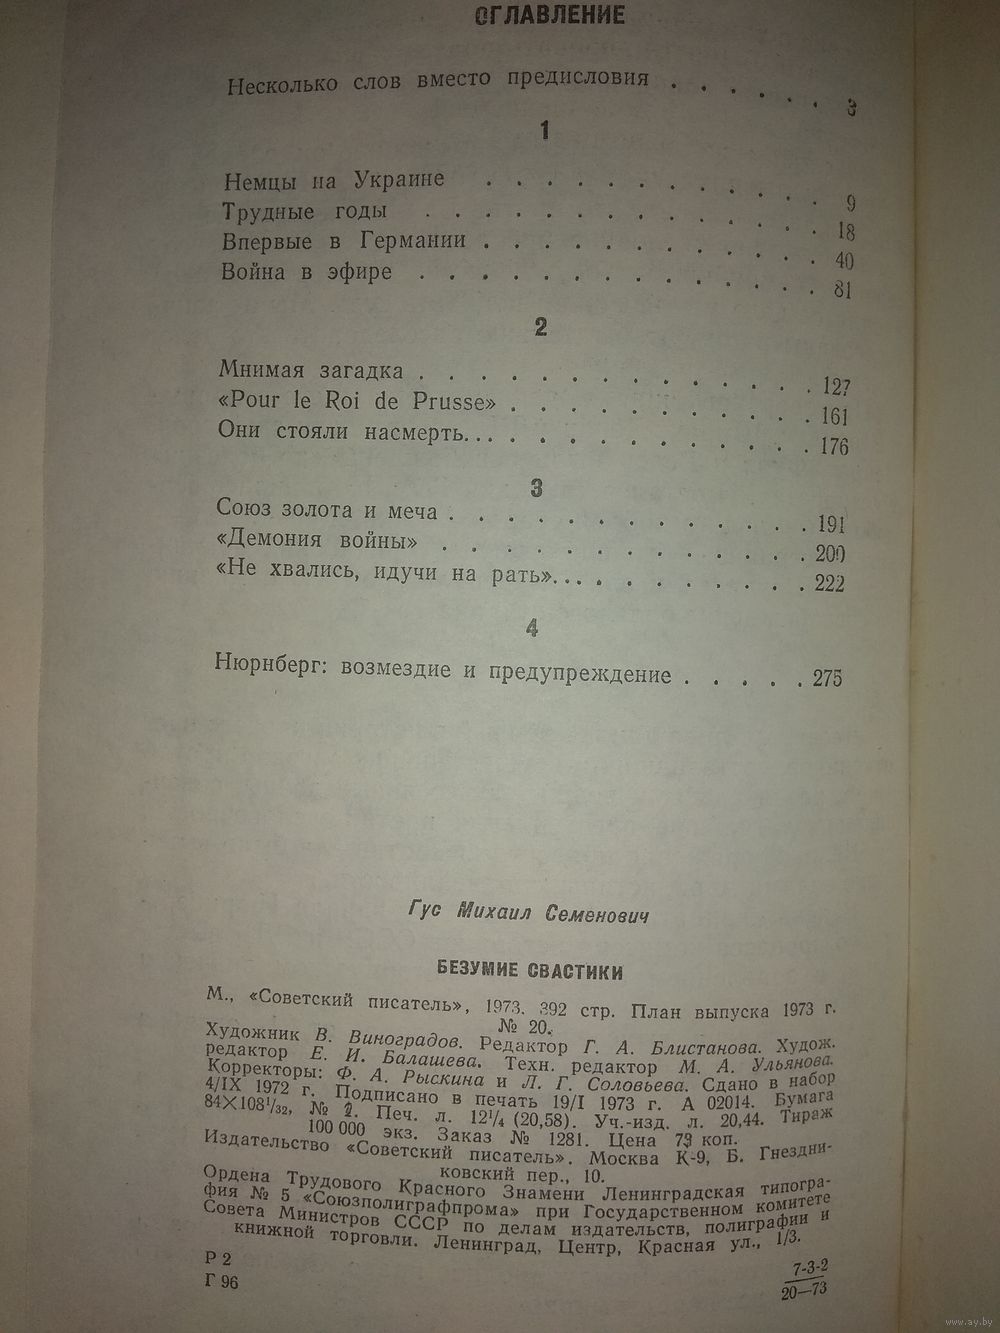 ОГЛАВЛЕНИЕ
Несколько слов вместо предисловия . . . . . . 3
1
Немцы на Украине . . . . . . . . . . . . 9
Трудные годы . . . . . . . . . . . . . . 18
Впервые в Германии . . . . . . . . . . . . 40
Война в эфире . . . . . . . . . . . . . . 81
2
Мнимая загадка . . . . . . . . . . . . . . 127
«Pour le Roi de Prusse» . . . . . . . . . . . 161
Они стояли насмерть... . . . . . . . . . . . 176
3
Союз золота и меча . . . . . . . . . . . . . 191
«Демония войны» . . . . . . . . . . . . . 200
«Не хвались, идучи на рать»... . . . . . . . . 222
4
Нюрнберг: возмездие и предупреждение . . . . . 275
Гус Михаил Семенович
БЕЗУМИЕ СВАСТИКИ
М., «Советский писатель», 1973. 392 стр. План выпуска 1973 г.
№ 20.
Художник В. Виноградов. Редактор Г. А. Блистанова. Худож.
редактор Е. И. Балашева. Техн. редактор М. А. Ульянова.
Корректоры: Ф. А. Рыскина и Л. Г. Соловьева. Сдано в набор
4/IX 1972 г. Подписано в печать 19/I 1973 г. А 02014. Бумага
84×108¹/₃₂, № 2. Печ. л. 12¹/₄ (20,58). Уч.-изд. л. 20,44. Тираж
100 000 экз. Заказ № 1281. Цена 73 коп.
Издательство «Советский писатель». Москва К-9, Б. Гнездни-
ковский пер., 10.
Ордена Трудового Красного Знамени Ленинградская типогра-
фия № 5 «Союзполиграфпрома» при Государственном комитете
Совета Министров СССР по делам издательств, полиграфии и
книжной торговли. Ленинград, Центр, Красная ул., 1/3.
Р 2
Г 96
7-3-2
20—73
www.ay.by